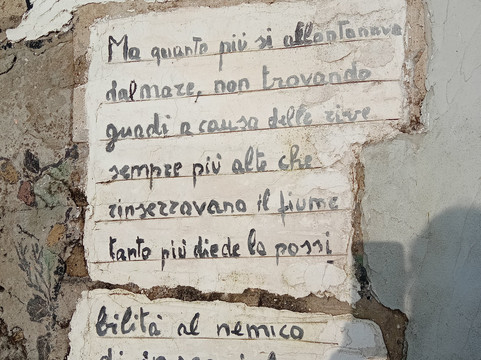 Ma quanto più si allontanava
dal mare, non trovando
guadi a causa delle rive
sempre più alte che
rinserravano il fiume
tanto più diede la possi
bilità al nemico